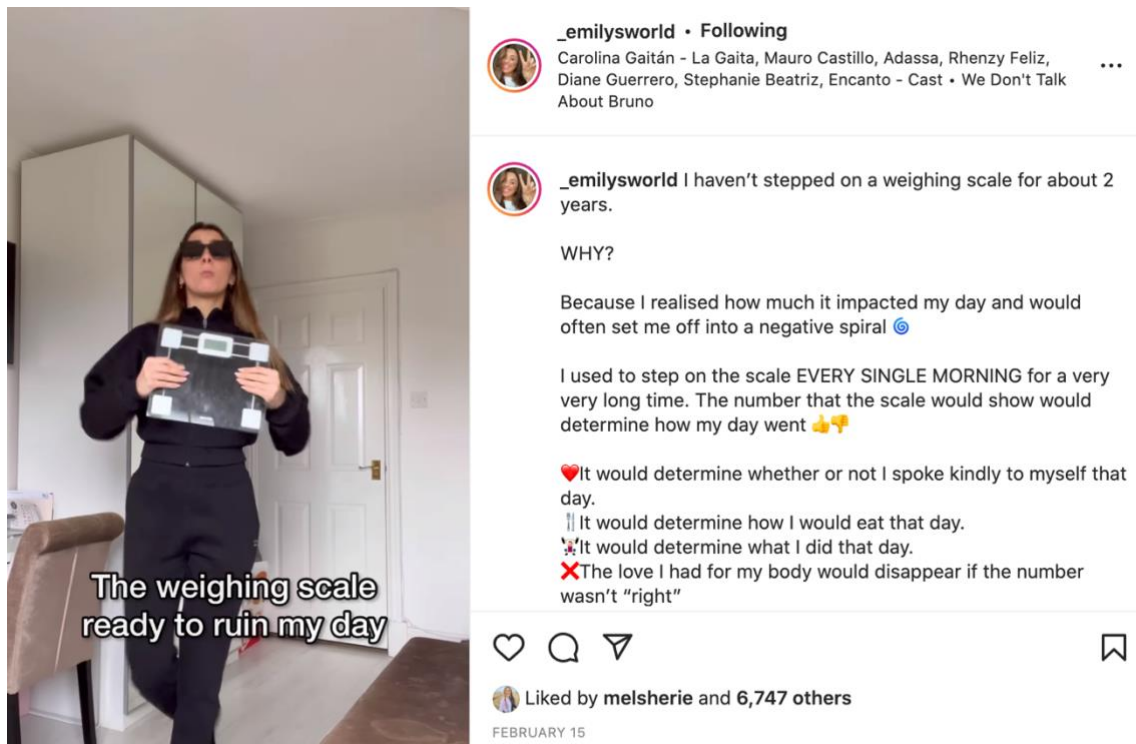 The weighing scale
ready to ruin my day
_emilysworld • Following
Carolina Gaitán - La Gaita, Mauro Castillo, Adassa, Rhenzy Feliz,
Diane Guerrero, Stephanie Beatriz, Encanto - Cast • We Don't Talk
About Bruno
_emilysworld I haven’t stepped on a weighing scale for about 2
years.
WHY?
Because I realised how much it impacted my day and would
often set me off into a negative spiral 🌀
I used to step on the scale EVERY SINGLE MORNING for a very
very long time. The number that the scale would show would
determine how my day went 👍👎
❤️It would determine whether or not I spoke kindly to myself that
day.
🍴It would determine how I would eat that day.
🏋🏻‍♀️It would determine what I did that day.
❌The love I had for my body would disappear if the number
wasn’t “right”
Liked by melsherie and 6,747 others
FEBRUARY 15